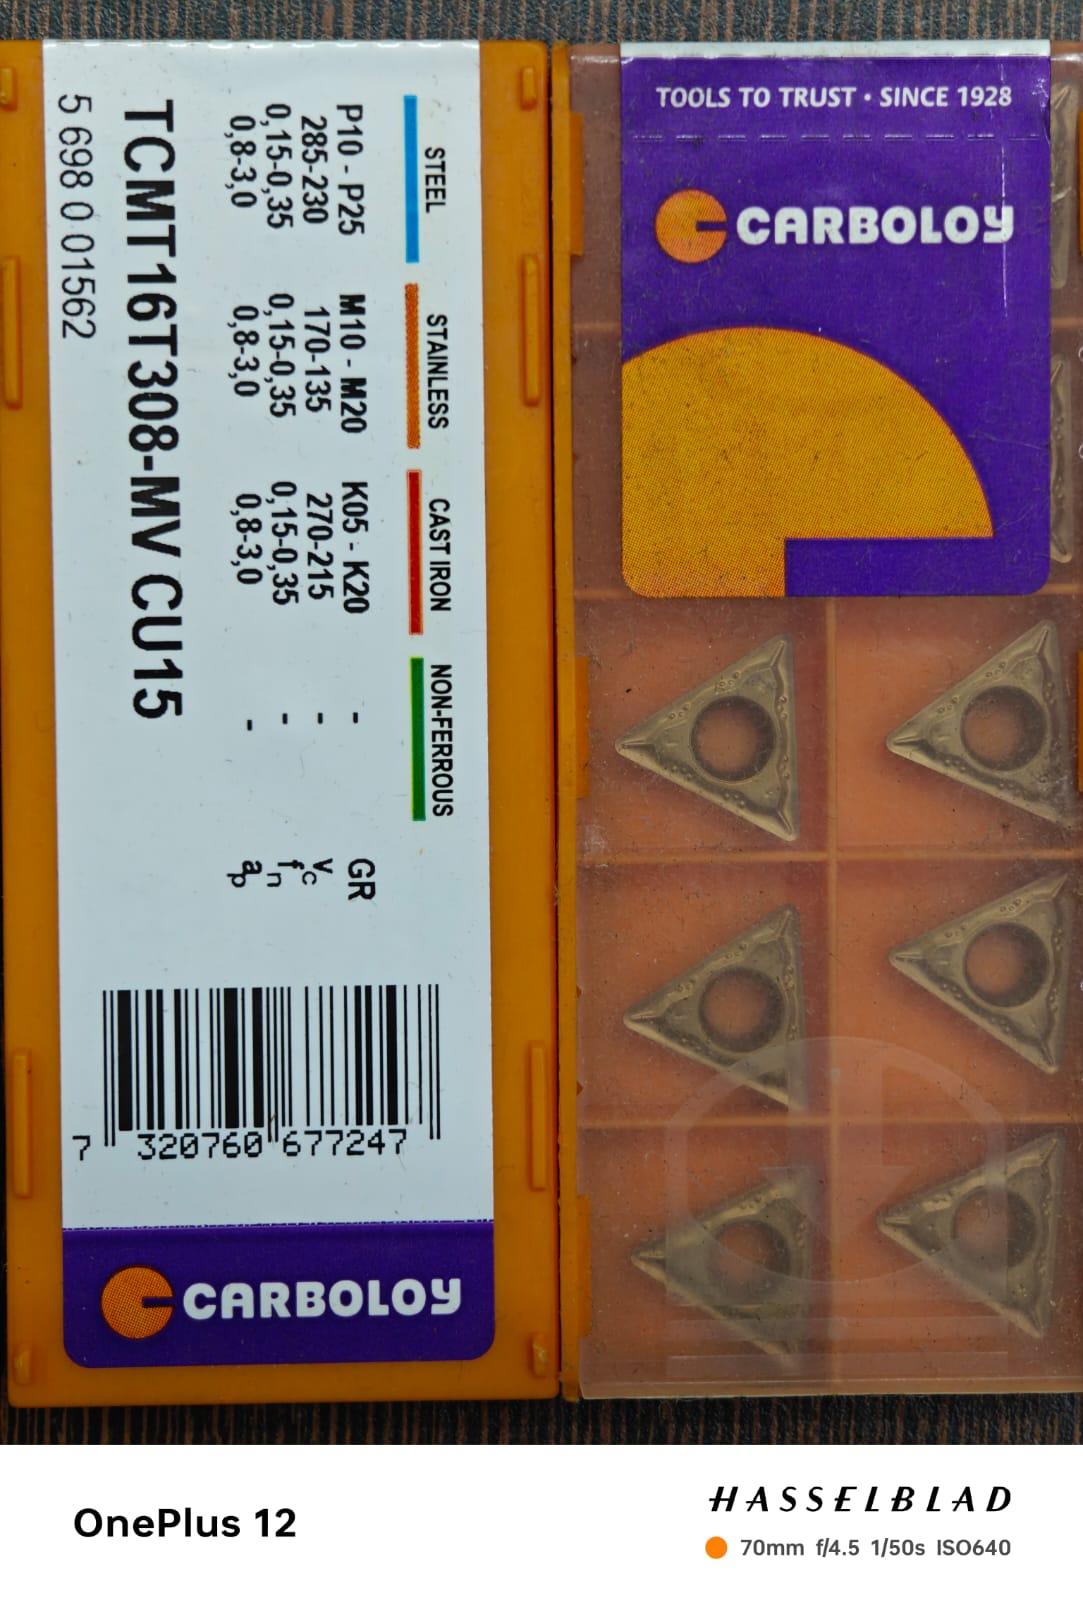 STEEL STAINLESS CAST IRON NON-FERROUS
P10 - P25 M10 - M20 K05 - K20 - GR
285-230 170-135 270-215 - vc
0,15-0,35 0,15-0,35 0,15-0,35 - fn
0,8-3,0 0,8-3,0 0,8-3,0 - ap
TCMT16T308-MV CU15
5 698 0 01562
7 320760 677247
CARBOLOY
TOOLS TO TRUST • SINCE 1928
CARBOLOY
OnePlus 12
HASSELBLAD
70mm f/4.5 1/50s ISO640